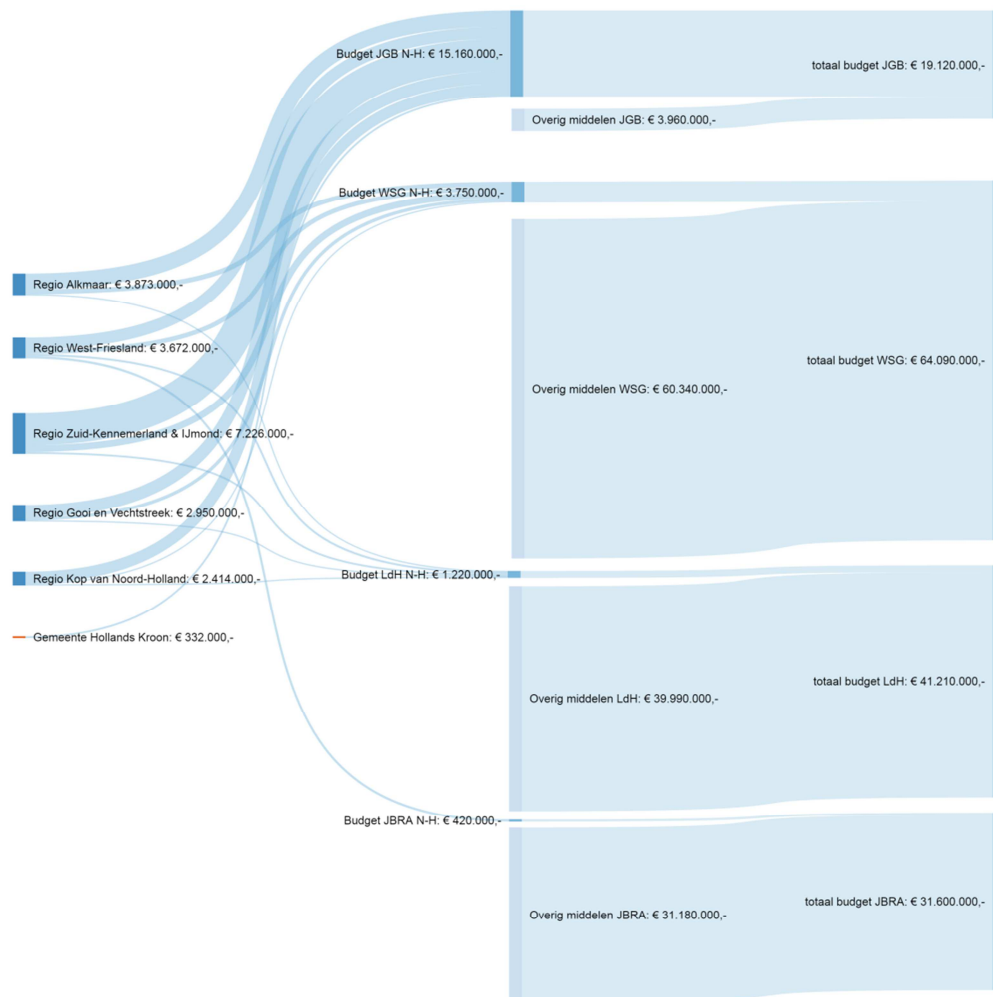 Budget JGB N-H: € 15.160.000,-
totaal budget JGB: € 19.120.000,-
Overig middelen JGB: € 3.960.000,-
Budget WSG N-H: € 3.750.000,-
Regio Alkmaar: € 3.873.000,-
Regio West-Friesland: € 3.672.000,-
totaal budget WSG: € 64.090.000,-
Overig middelen WSG: € 60.340.000,-
Regio Zuid-Kennemerland & IJmond: € 7.226.000,-
Regio Gooi en Vechtstreek: € 2.950.000,-
Budget LdH N-H: € 1.220.000,-
Regio Kop van Noord-Holland: € 2.414.000,-
Gemeente Hollands Kroon: € 332.000,-
totaal budget LdH: € 41.210.000,-
Overig middelen LdH: € 39.990.000,-
Budget JBRA N-H: € 420.000,-
totaal budget JBRA: € 31.600.000,-
Overig middelen JBRA: € 31.180.000,-